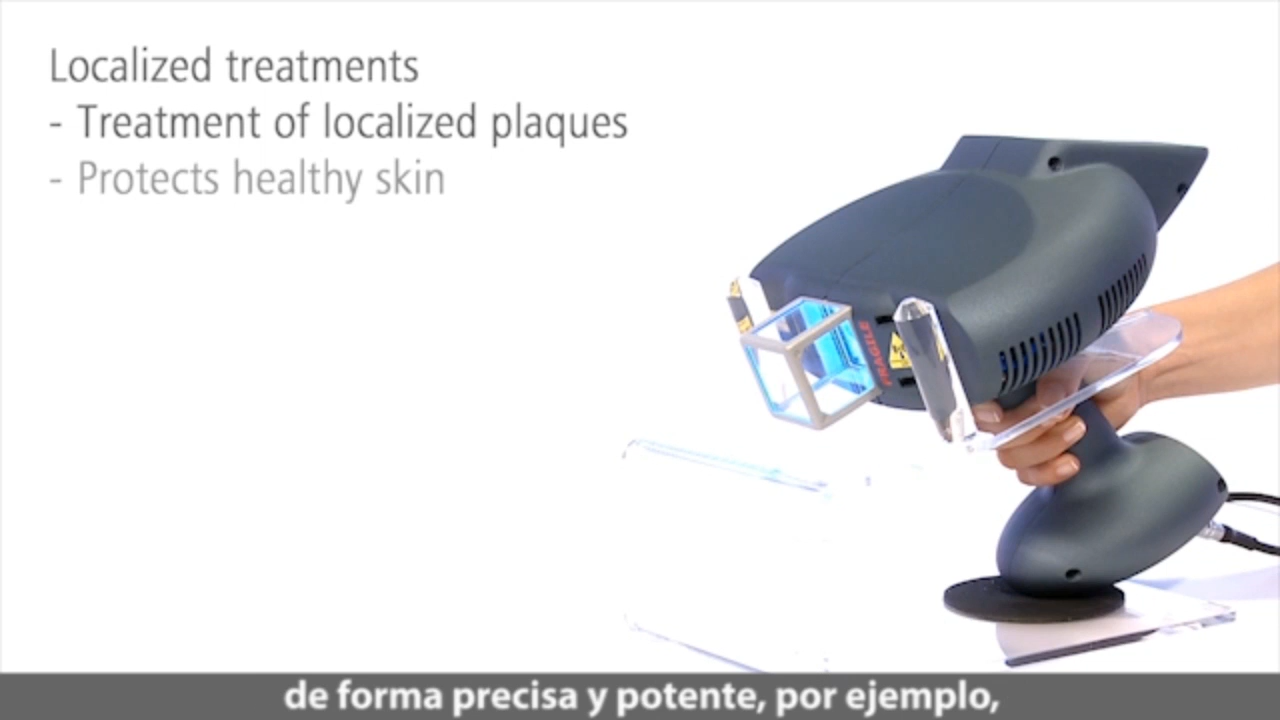 Localized treatments
- Treatment of localized plaques
- Protects healthy skin
FRAGILE
de forma precisa y potente, por ejemplo,